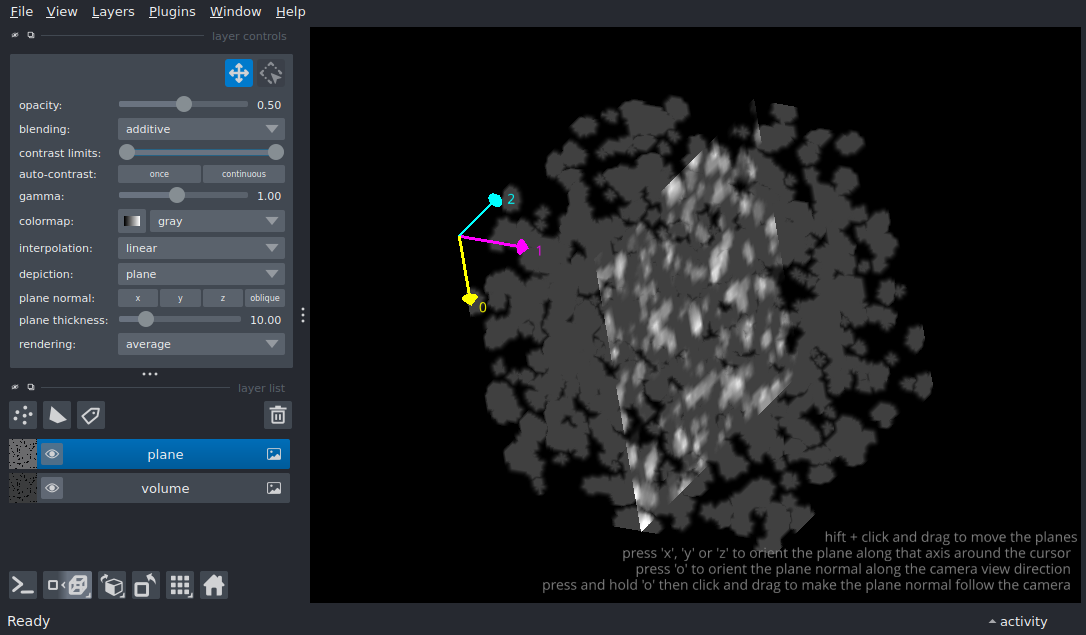 File View Layers Plugins Window Help
layer controls
opacity: 0.50
blending: additive
contrast limits:
auto-contrast: once continuous
gamma: 1.00
colormap: gray
interpolation: linear
depiction: plane
plane normal: x y z oblique
plane thickness: 10.00
rendering: average
layer list
plane
volume
2
1
0
hift + click and drag to move the planes
press 'x', 'y' or 'z' to orient the plane along that axis around the cursor
press 'o' to orient the plane normal along the camera view direction
press and hold 'o' then click and drag to make the plane normal follow the camera
Ready
activity